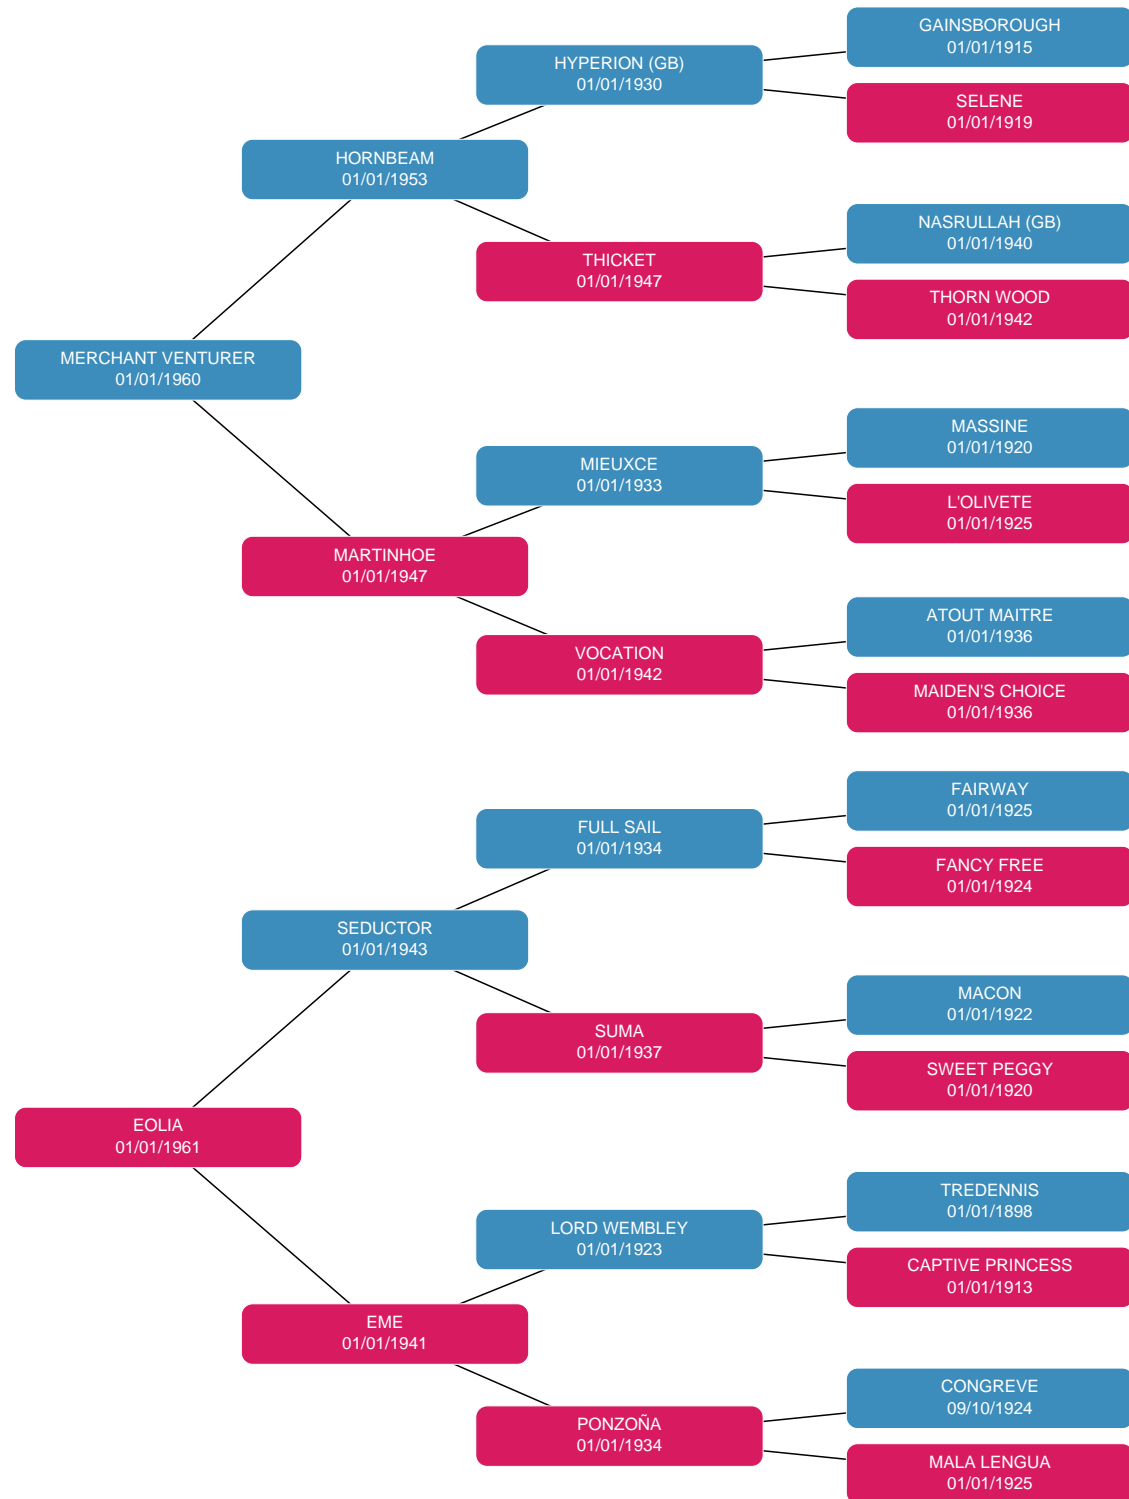 GAINSBOROUGH
01/01/1915
HYPERION (GB)
01/01/1930
SELENE
01/01/1919
HORNBEAM
01/01/1953
NASRULLAH (GB)
01/01/1940
THICKET
01/01/1947
THORN WOOD
01/01/1942
MERCHANT VENTURER
01/01/1960
MASSINE
01/01/1920
MIEUXCE
01/01/1933
L'OLIVETE
01/01/1925
MARTINHOE
01/01/1947
ATOUT MAITRE
01/01/1936
VOCATION
01/01/1942
MAIDEN'S CHOICE
01/01/1936
FAIRWAY
01/01/1925
FULL SAIL
01/01/1934
FANCY FREE
01/01/1924
SEDUCTOR
01/01/1943
MACON
01/01/1922
SUMA
01/01/1937
SWEET PEGGY
01/01/1920
EOLIA
01/01/1961
TREDENNIS
01/01/1898
LORD WEMBLEY
01/01/1923
CAPTIVE PRINCESS
01/01/1913
EME
01/01/1941
CONGREVE
09/10/1924
PONZOÑA
01/01/1934
MALA LENGUA
01/01/1925